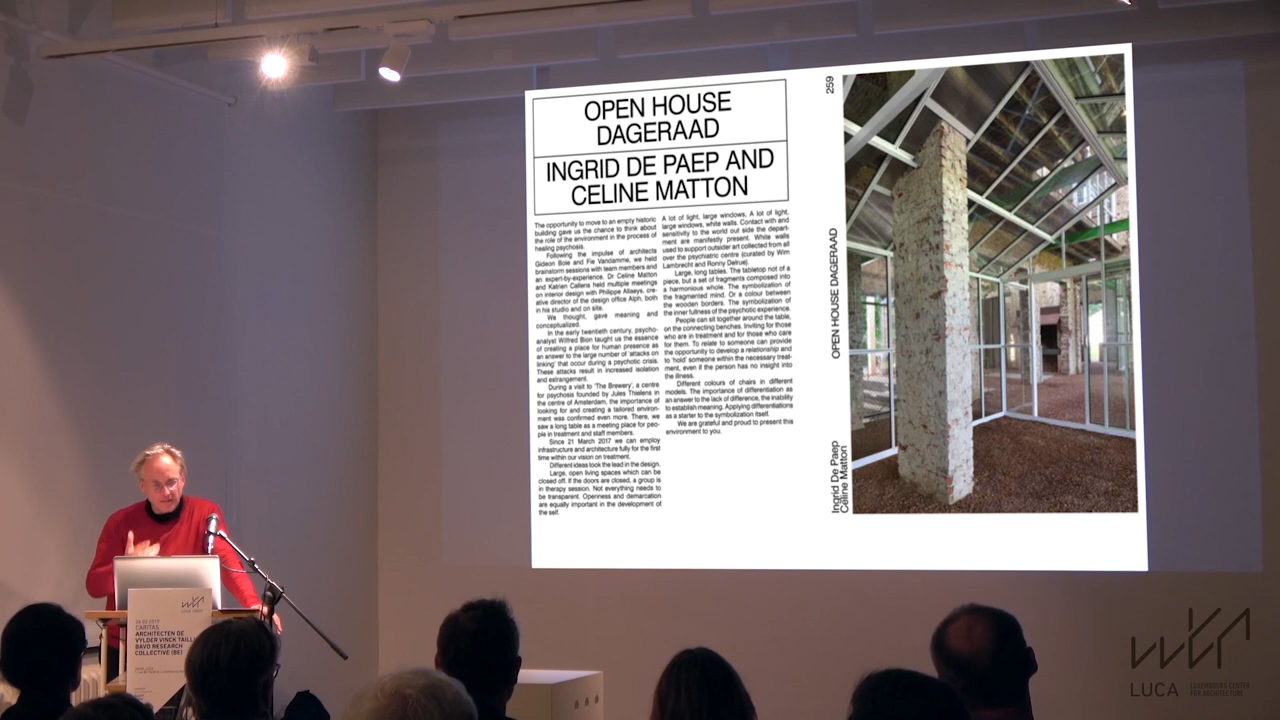 OPEN HOUSE
DAGERAAD
INGRID DE PAEP AND
CELINE MATTON
The opportunity to move to an empty historic
building gave us the chance to think about
the role of the environment in the process of
healing psychosis.
Following the impulse of architects
Gideon Boie and Fie Vandamme, we held
brainstorm sessions with team members and
an expert-by-experience. Dr Celine Matton
and Katrien Callens held multiple meetings
on interior design with Philippe Allaeys, cre-
ative director of the design office Alph, both
in his studio and on site.
We thought, gave meaning and
conceptualized.
In the early twentieth century, psycho-
analyst Wilfred Bion taught us the essence
of creating a place for human presence as
an answer to the large number of 'attacks on
linking' that occur during a psychotic crisis.
These attacks result in increased isolation
and estrangement.
During a visit to 'The Brewery', a centre
for psychosis founded by Jules Thielens in
the centre of Amsterdam, the importance of
looking for and creating a tailored environ-
ment was confirmed even more. There, we
saw a long table as a meeting place for peo-
ple in treatment and staff members.
Since 21 March 2017 we can employ
infrastructure and architecture fully for the first
time within our vision on treatment.
Different ideas took the lead in the design.
Large, open living spaces which can be
closed off. If the doors are closed, a group is
in therapy session. Not everything needs to
be transparent. Openness and demarcation
are equally important in the development of
the self.
A lot of light, large windows, A lot of light,
large windows, white walls. Contact with and
sensitivity to the world out side the depart-
ment are manifestly present. White walls
used to support outsider art collected from all
over the psychiatric centre (curated by Wim
Lambrecht and Ronny Delrue).
Large, long tables. The tabletop not of a
piece, but a set of fragments composed into
a harmonious whole. The symbolization of
the fragmented mind. Or a colour between
the wooden borders. The symbolization of
the inner fullness of the psychotic experience.
People can sit together around the table,
on the connecting benches. Inviting for those
who are in treatment and for those who care
for them. To relate to someone can provide
the opportunity to develop a relationship and
to 'hold' someone within the necessary treat-
ment, even if the person has no insight into
the illness.
Different colours of chairs in different
models. The importance of differentiation as
an answer to the lack of difference, the inability
to establish meaning. Applying differentiations
as a starter to the symbolization itself.
We are grateful and proud to present this
environment to you.
259
OPEN HOUSE DAGERAAD
Ingrid De Paep
Celine Matton
LUCA
26.02.2019
CARITAS
ARCHITECTEN DE
VYLDER VINCK TAILL
BAVO RESEARCH
COLLECTIVE (BE)
LUCA
LUXEMBOURG CENTER
FOR ARCHITECTURE